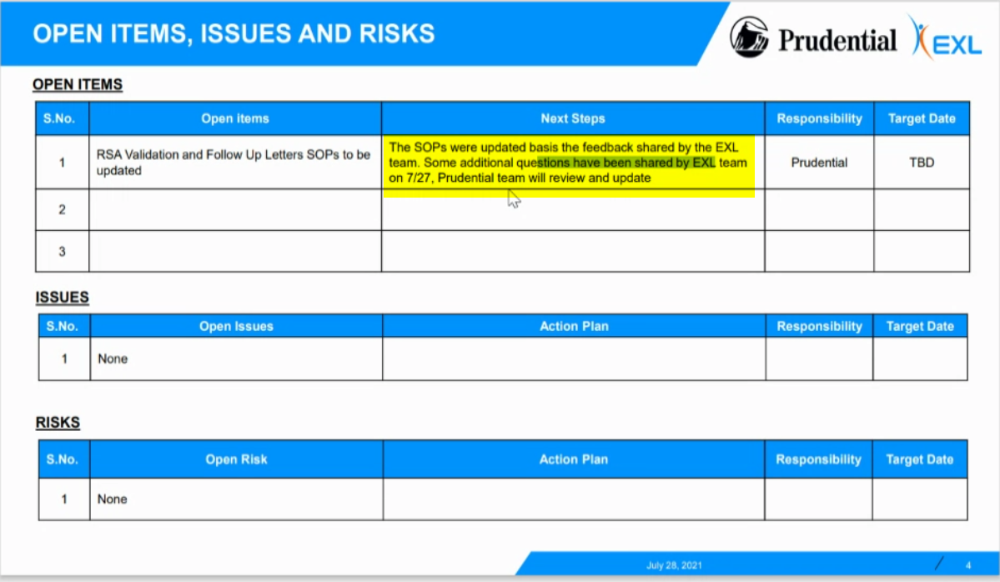 OPEN ITEMS, ISSUES AND RISKS
Prudential
EXL
OPEN ITEMS
S.No. Open Items Next Steps Responsibility Target Date
1 RSA Validation and Follow Up Letters SOPs to be
updated
The SOPs were updated basis the feedback shared by the EXL
team. Some additional questions have been shared by EXL team
on 7/27, Prudential team will review and update
Prudential TBD
2
3
ISSUES
S.No. Open Issues Action Plan Responsibility Target Date
1 None
RISKS
S.No. Open Risk Action Plan Responsibility Target Date
1 None
July 28, 2021 / 4